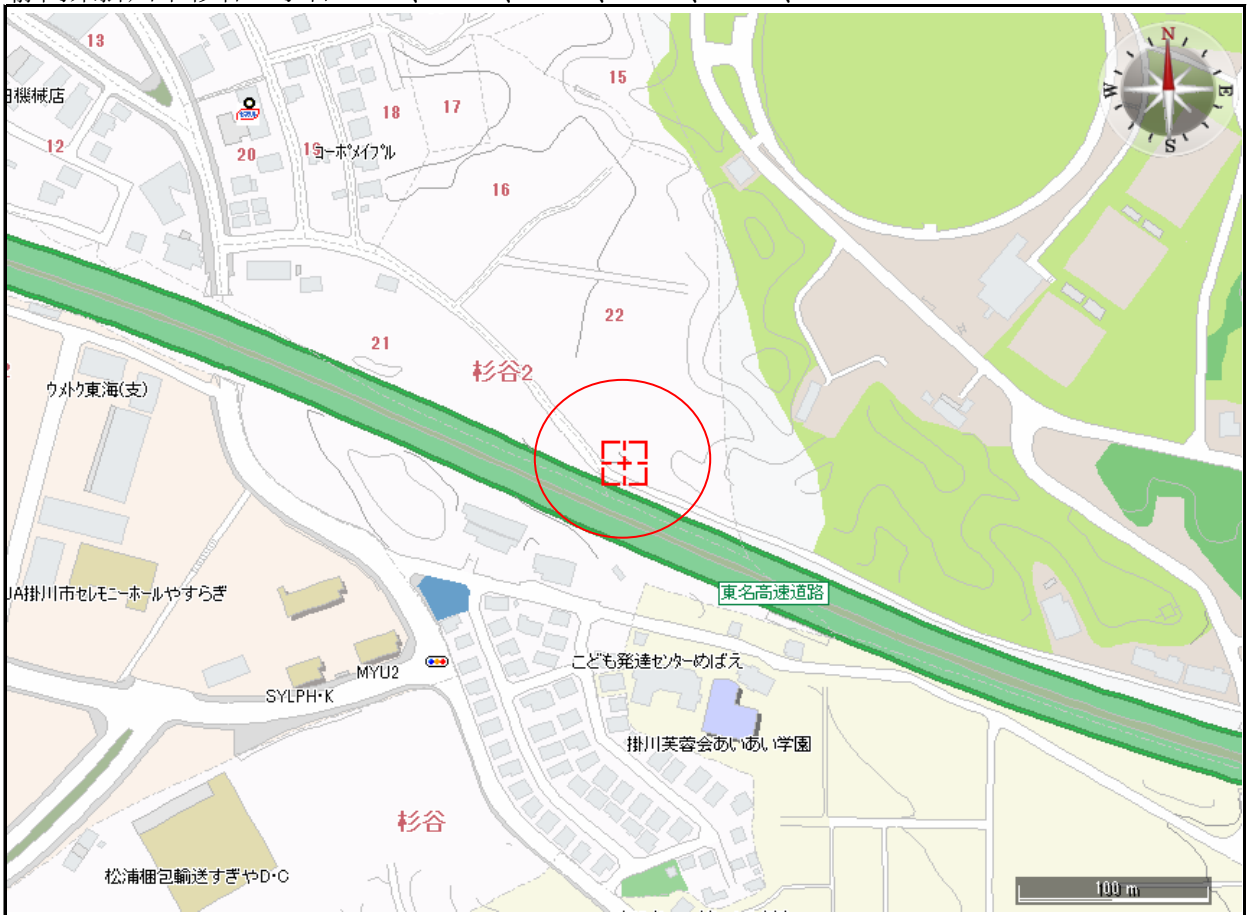 13
N
W
E
S
15
日機械店
18
17
12
20
19
コーポメイプル
16
22
21
杉谷2
ウメトク東海(支)
東名高速道路
JA掛川市セレモニーホールやすらぎ
こども発達センターめばえ
MYU2
SYLPH・K
掛川芙蓉会あいあい学園
杉谷
松浦梱包輸送すぎやD・C
100 m